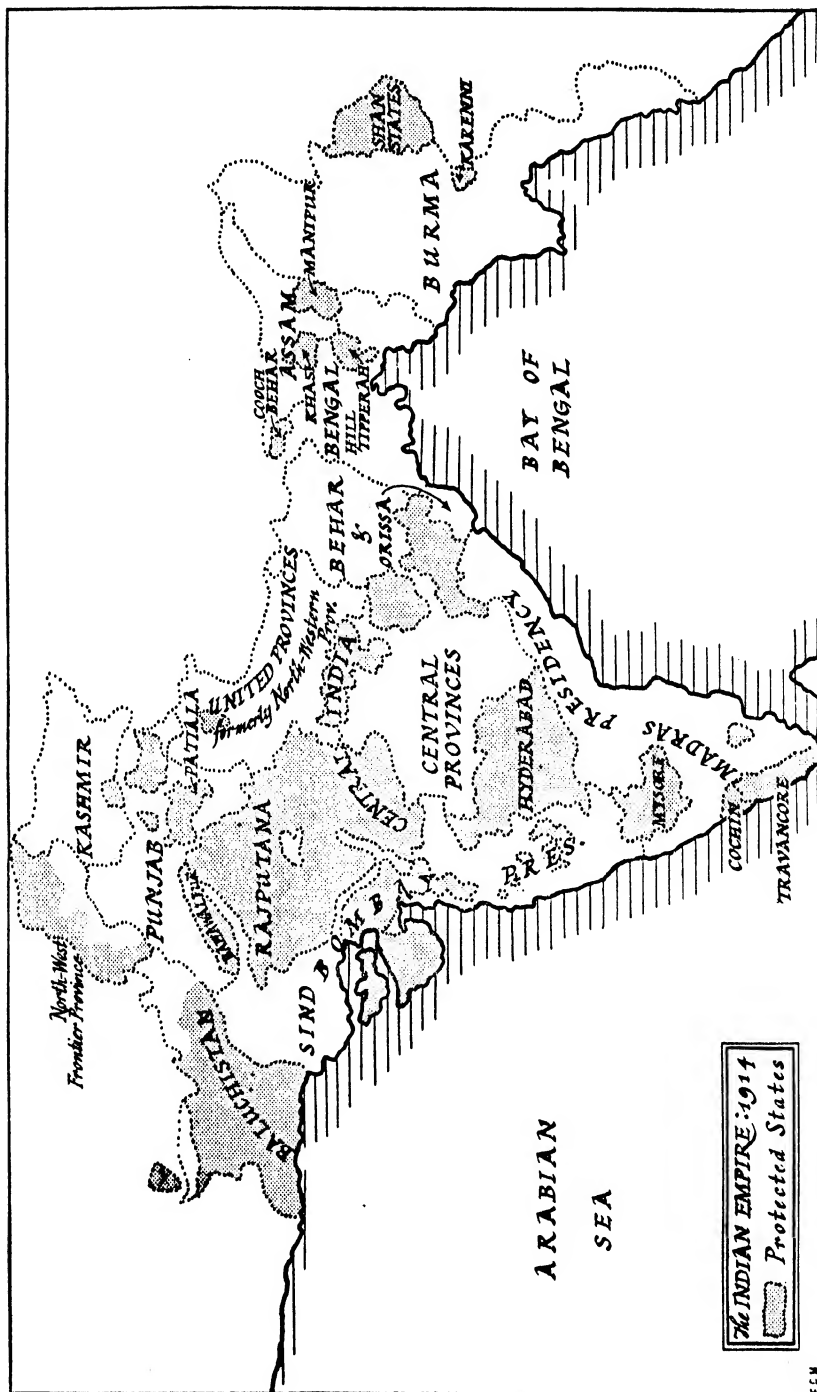 North-West
Frontier Province
KASHMIR
PUNJAB
PATIALA
BALUCHISTAN
BAHAWALPUR
RAJPUTANA
SIND
UNITED PROVINCES
formerly North-Western
Prov.
CENTRAL
INDIA
COOCH
BEHAR
ASSAM
KHASI
MANIPUR
BENGAL
HILL
TIPPERAH
BEHAR
&
ORISSA
SHAN
STATES
BURMA
KARENNI
BOMBAY
PRES.
CENTRAL
PROVINCES
HYDERABAD
MADRAS PRESIDENCY
MYSORE
COCHIN
TRAVANCORE
ARABIAN
SEA
BAY OF
BENGAL
The INDIAN EMPIRE: 1914
Protected States